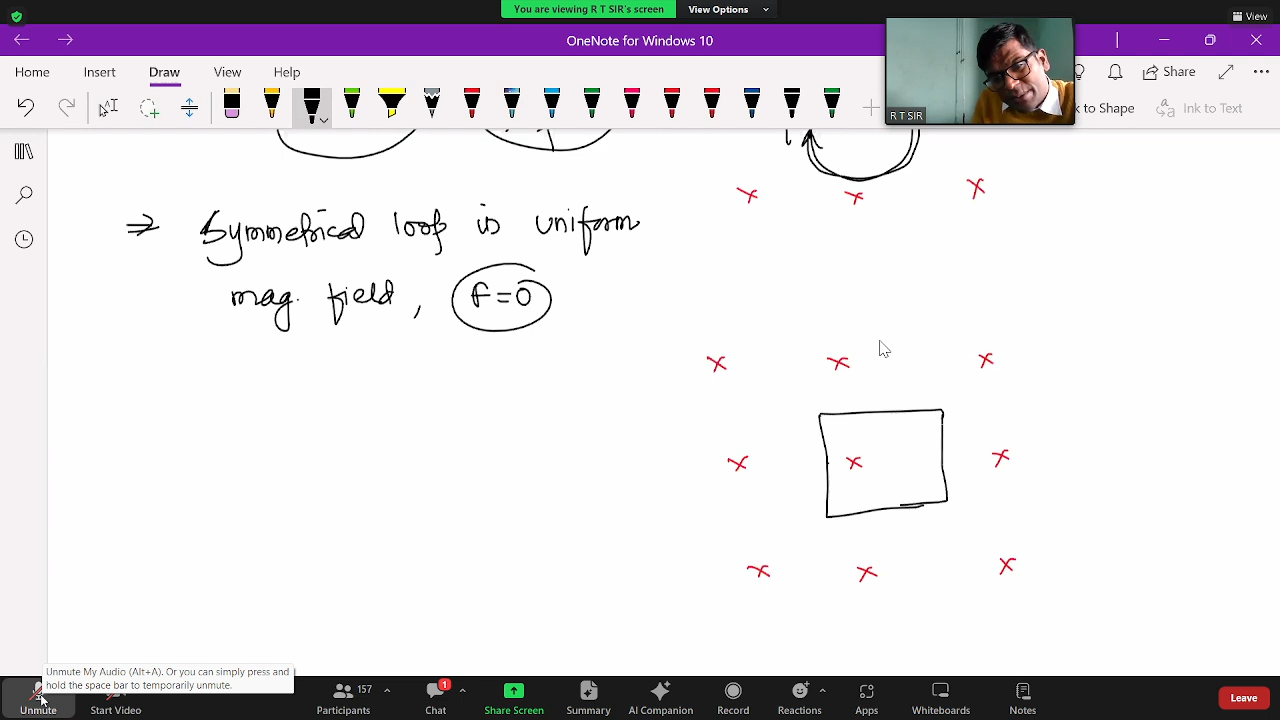 You are viewing R T SIR's screen
View Options
View
OneNote for Windows 10
Home Insert Draw View Help
Share
R T SIR
to Shape
Ink to Text
⇒ Symmetrical loop is uniform
mag. field, F = 0
Unmute My Audio (Alt+A). Or you can simply press and
hold the space bar to temporarily unmute.
157
1
Unmute Start Video Participants Chat Share Screen Summary AI Companion Record Reactions Apps Whiteboards Notes
Leave